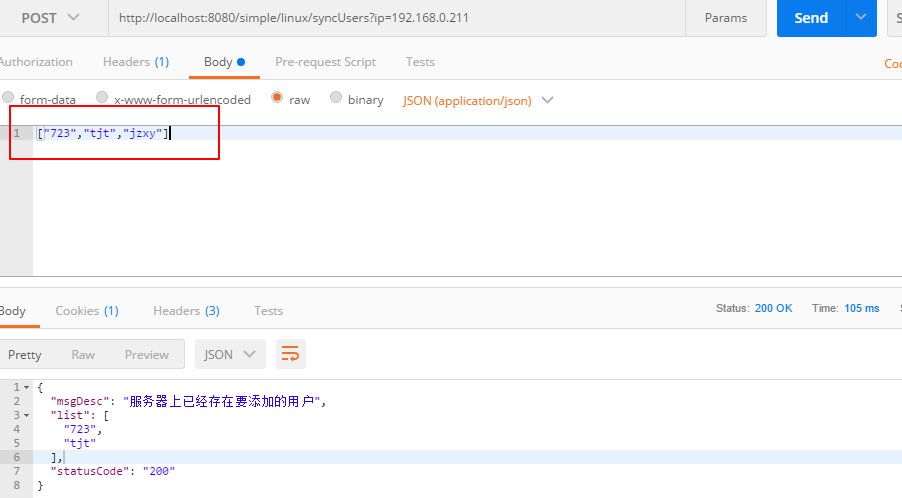 POST http://localhost:8080/simple/linux/syncUsers?ip=192.168.0.211 Params Send S
Authorization Headers (1) Body Pre-request Script Tests Coo
form-data x-www-form-urlencoded raw binary JSON (application/json)
1 ["723","tjt","jzxy"]
Body Cookies (1) Headers (3) Tests Status: 200 OK Time: 105 ms S
Pretty Raw Preview JSON
1 {
2 "msgDesc": "服务器上已经存在要添加的用户",
3 "list": [
4 "723",
5 "tjt"
6 ],
7 "statusCode": "200"
8 }